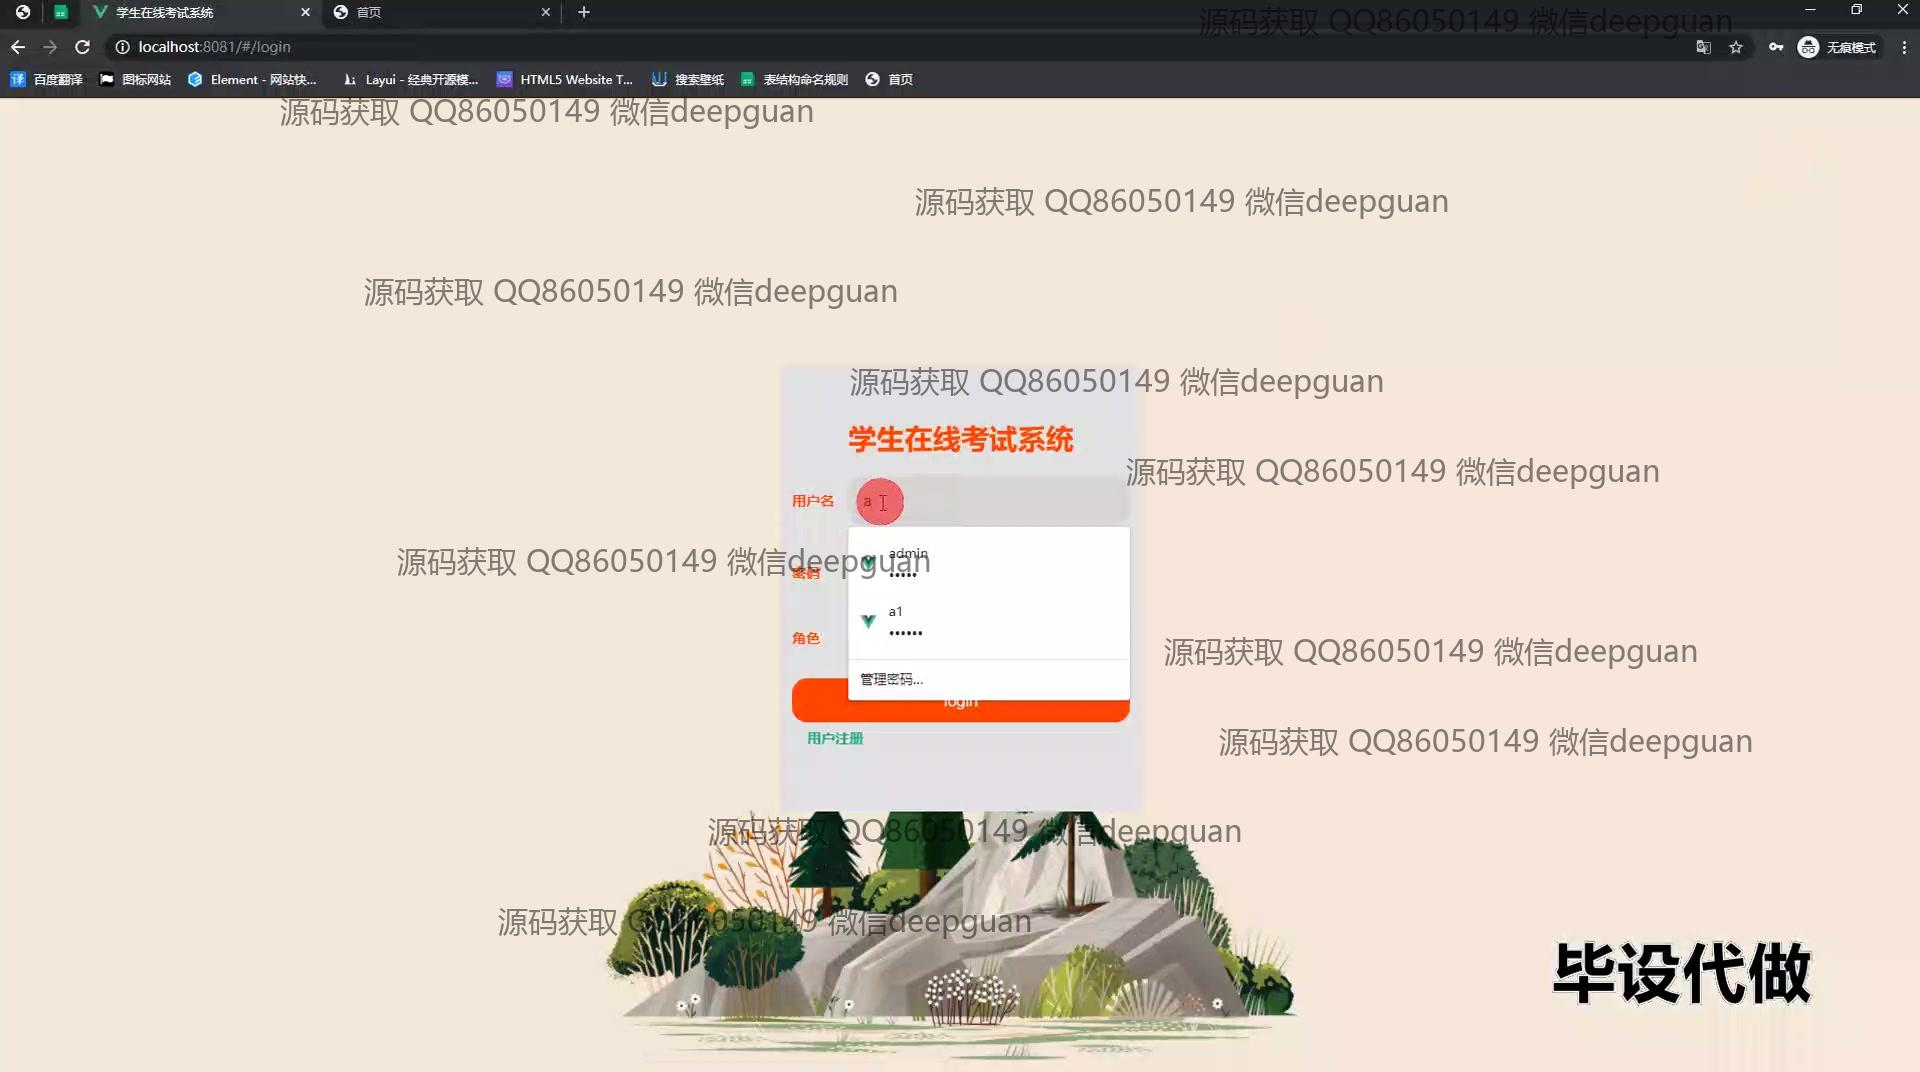 学生在线考试系统
首页
源码获取 QQ86050149 微信deepguan
localhost:8081/#/login
无痕模式
百度翻译
图标网站
Element - 网站快...
Layui - 经典开源模...
HTML5 Website T...
搜索壁纸
表结构命名规则
首页
源码获取 QQ86050149 微信deepguan
源码获取 QQ86050149 微信deepguan
源码获取 QQ86050149 微信deepguan
源码获取 QQ86050149 微信deepguan
学生在线考试系统
源码获取 QQ86050149 微信deepguan
用户名
a
admin
•••••
源码获取 QQ86050149 微信deepguan
密码
a1
••••••
角色
源码获取 QQ86050149 微信deepguan
管理密码...
login
用户注册
源码获取 QQ86050149 微信deepguan
源码获取 QQ86050149 微信deepguan
源码获取 QQ86050149 微信deepguan
毕设代做